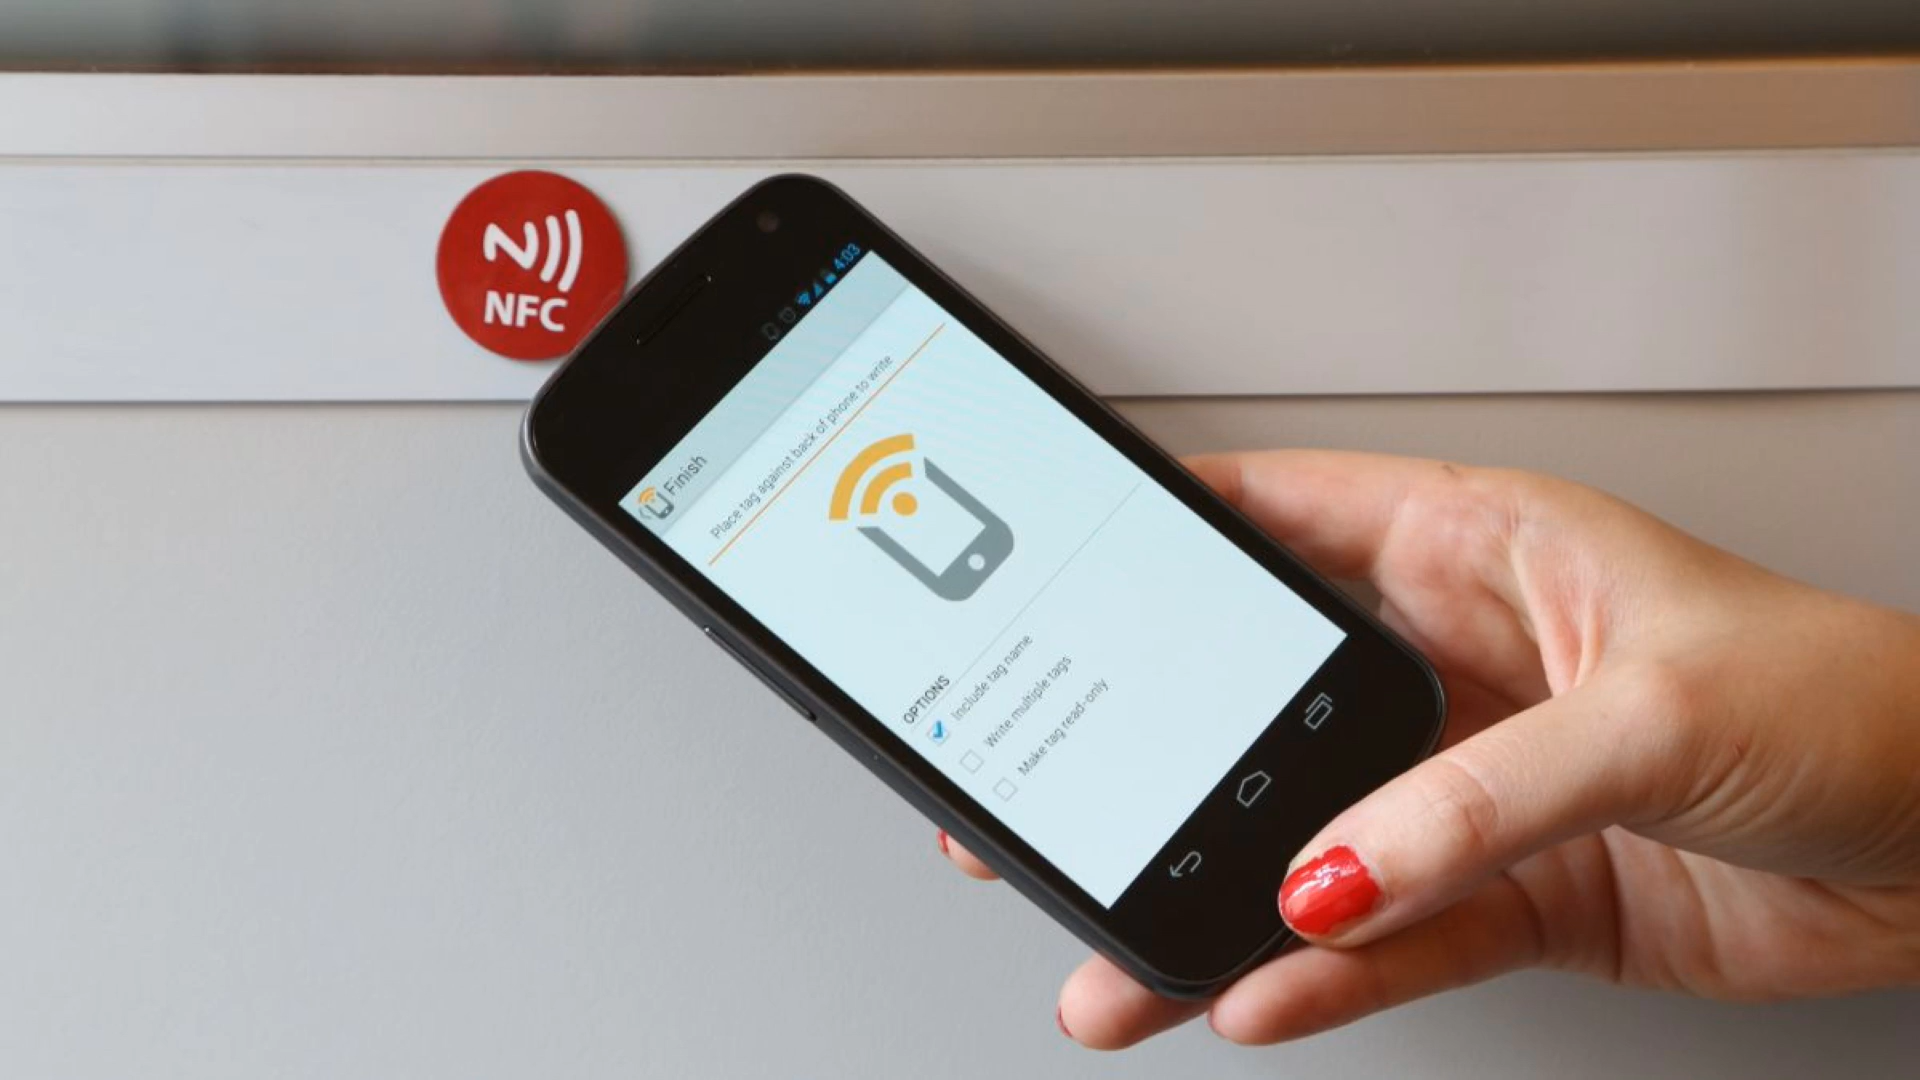 N
NFC
4:03
Finish
Place tag against back of phone to write
OPTIONS
Include tag name
Write multiple tags
Make tag read-only